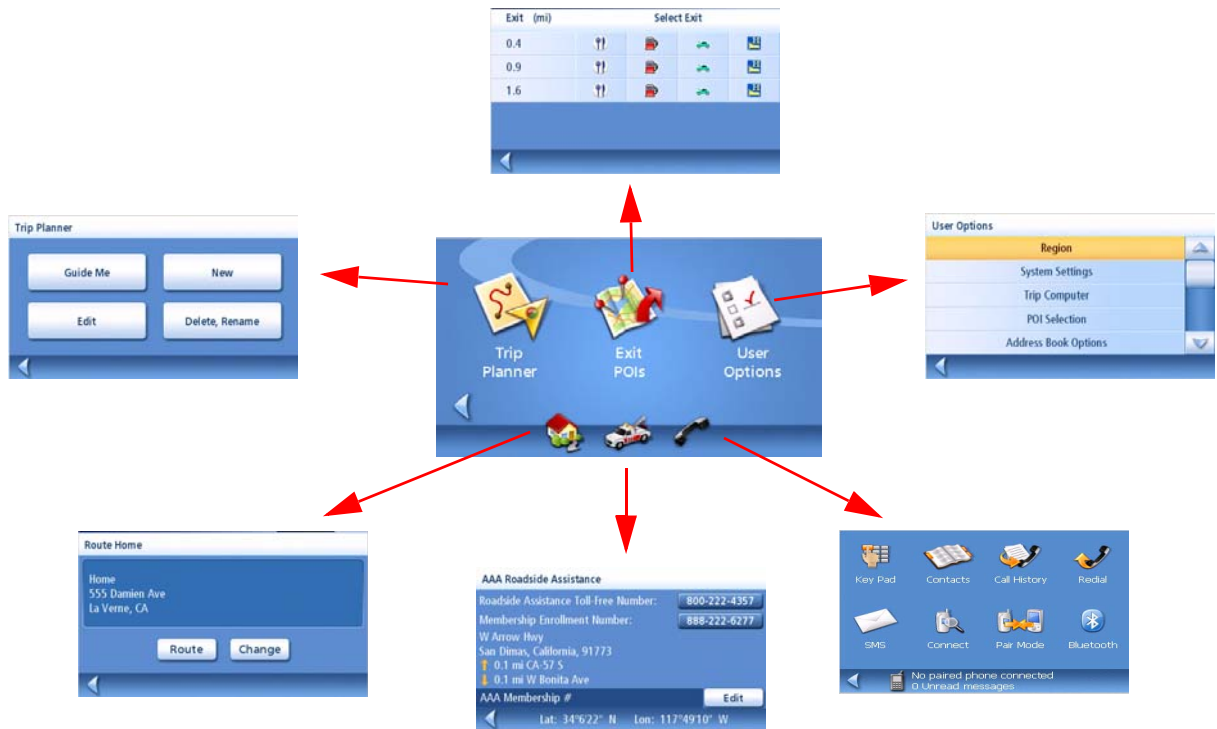 Exit (mi) Select Exit
0.4
0.9
1.6
Trip Planner
Guide Me New
Edit Delete, Rename
Trip
Planner
Exit
POIs
User
Options
User Options
Region
System Settings
Trip Computer
POI Selection
Address Book Options
Route Home
Home
555 Damien Ave
La Verne, CA
Route Change
AAA Roadside Assistance
Roadside Assistance Toll-Free Number: 800-222-4357
Membership Enrollment Number: 888-222-6277
W Arrow Hwy
San Dimas, California, 91773
0.1 mi CA-57 S
0.1 mi W Bonita Ave
AAA Membership # Edit
Lat: 34°6'22" N Lon: 117°49'10" W
Key Pad Contacts Call History Redial
SMS Connect Pair Mode Bluetooth
No paired phone connected
0 Unread messages